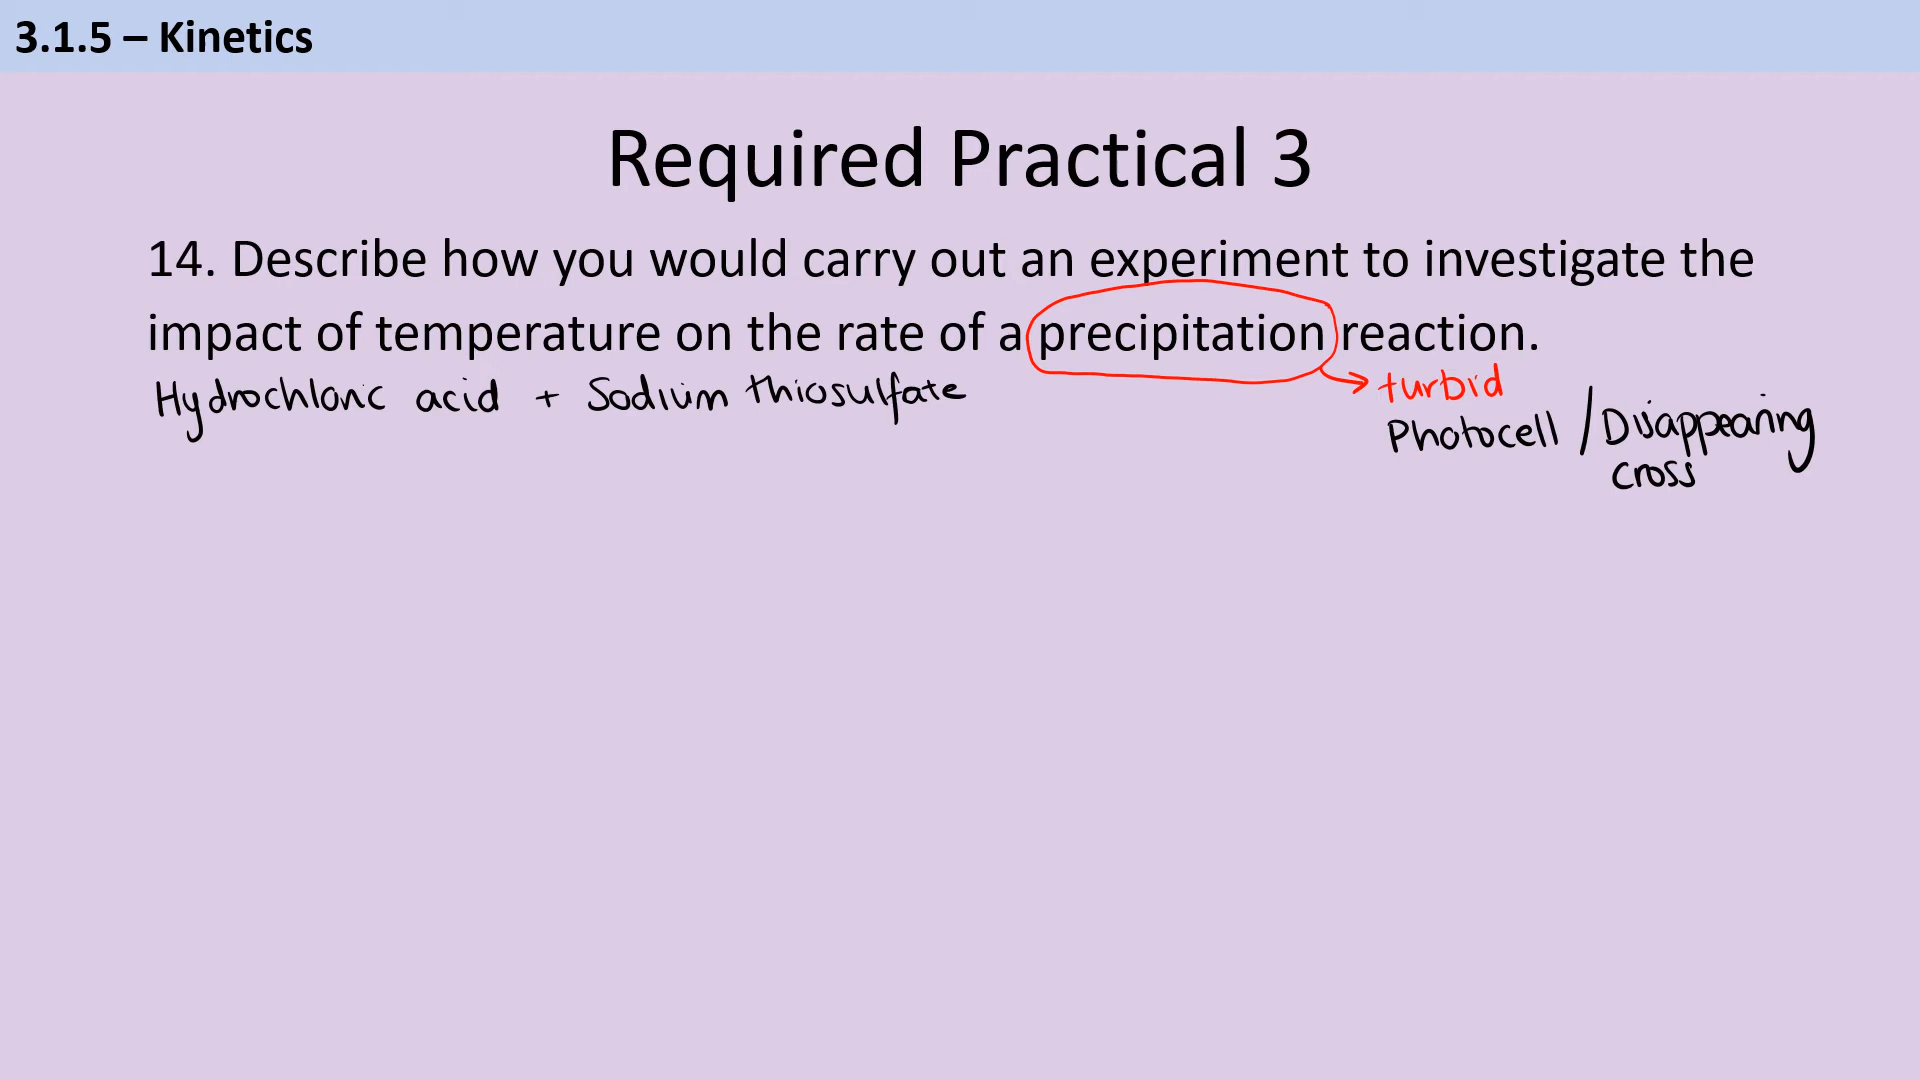 3.1.5 – Kinetics
Required Practical 3
14. Describe how you would carry out an experiment to investigate the
impact of temperature on the rate of a precipitation reaction.
Hydrochloric acid + Sodium thiosulfate
turbid
Photocell / Disappearing
cross